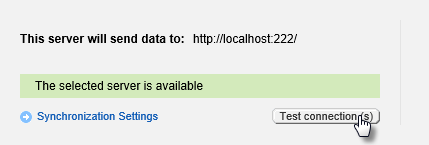 This server will send data to: http://localhost:222/
The selected server is available
Synchronization Settings Test connection(s)